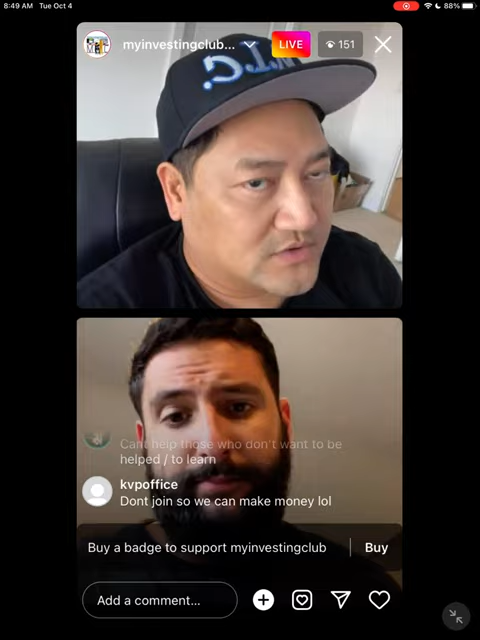 8:49 AM Tue Oct 4
88%
myinvestingclub...
LIVE
151
Cant help those who don't want to be
helped / to learn
kvpoffice
Dont join so we can make money lol
Buy a badge to support myinvestingclub
Buy
Add a comment...